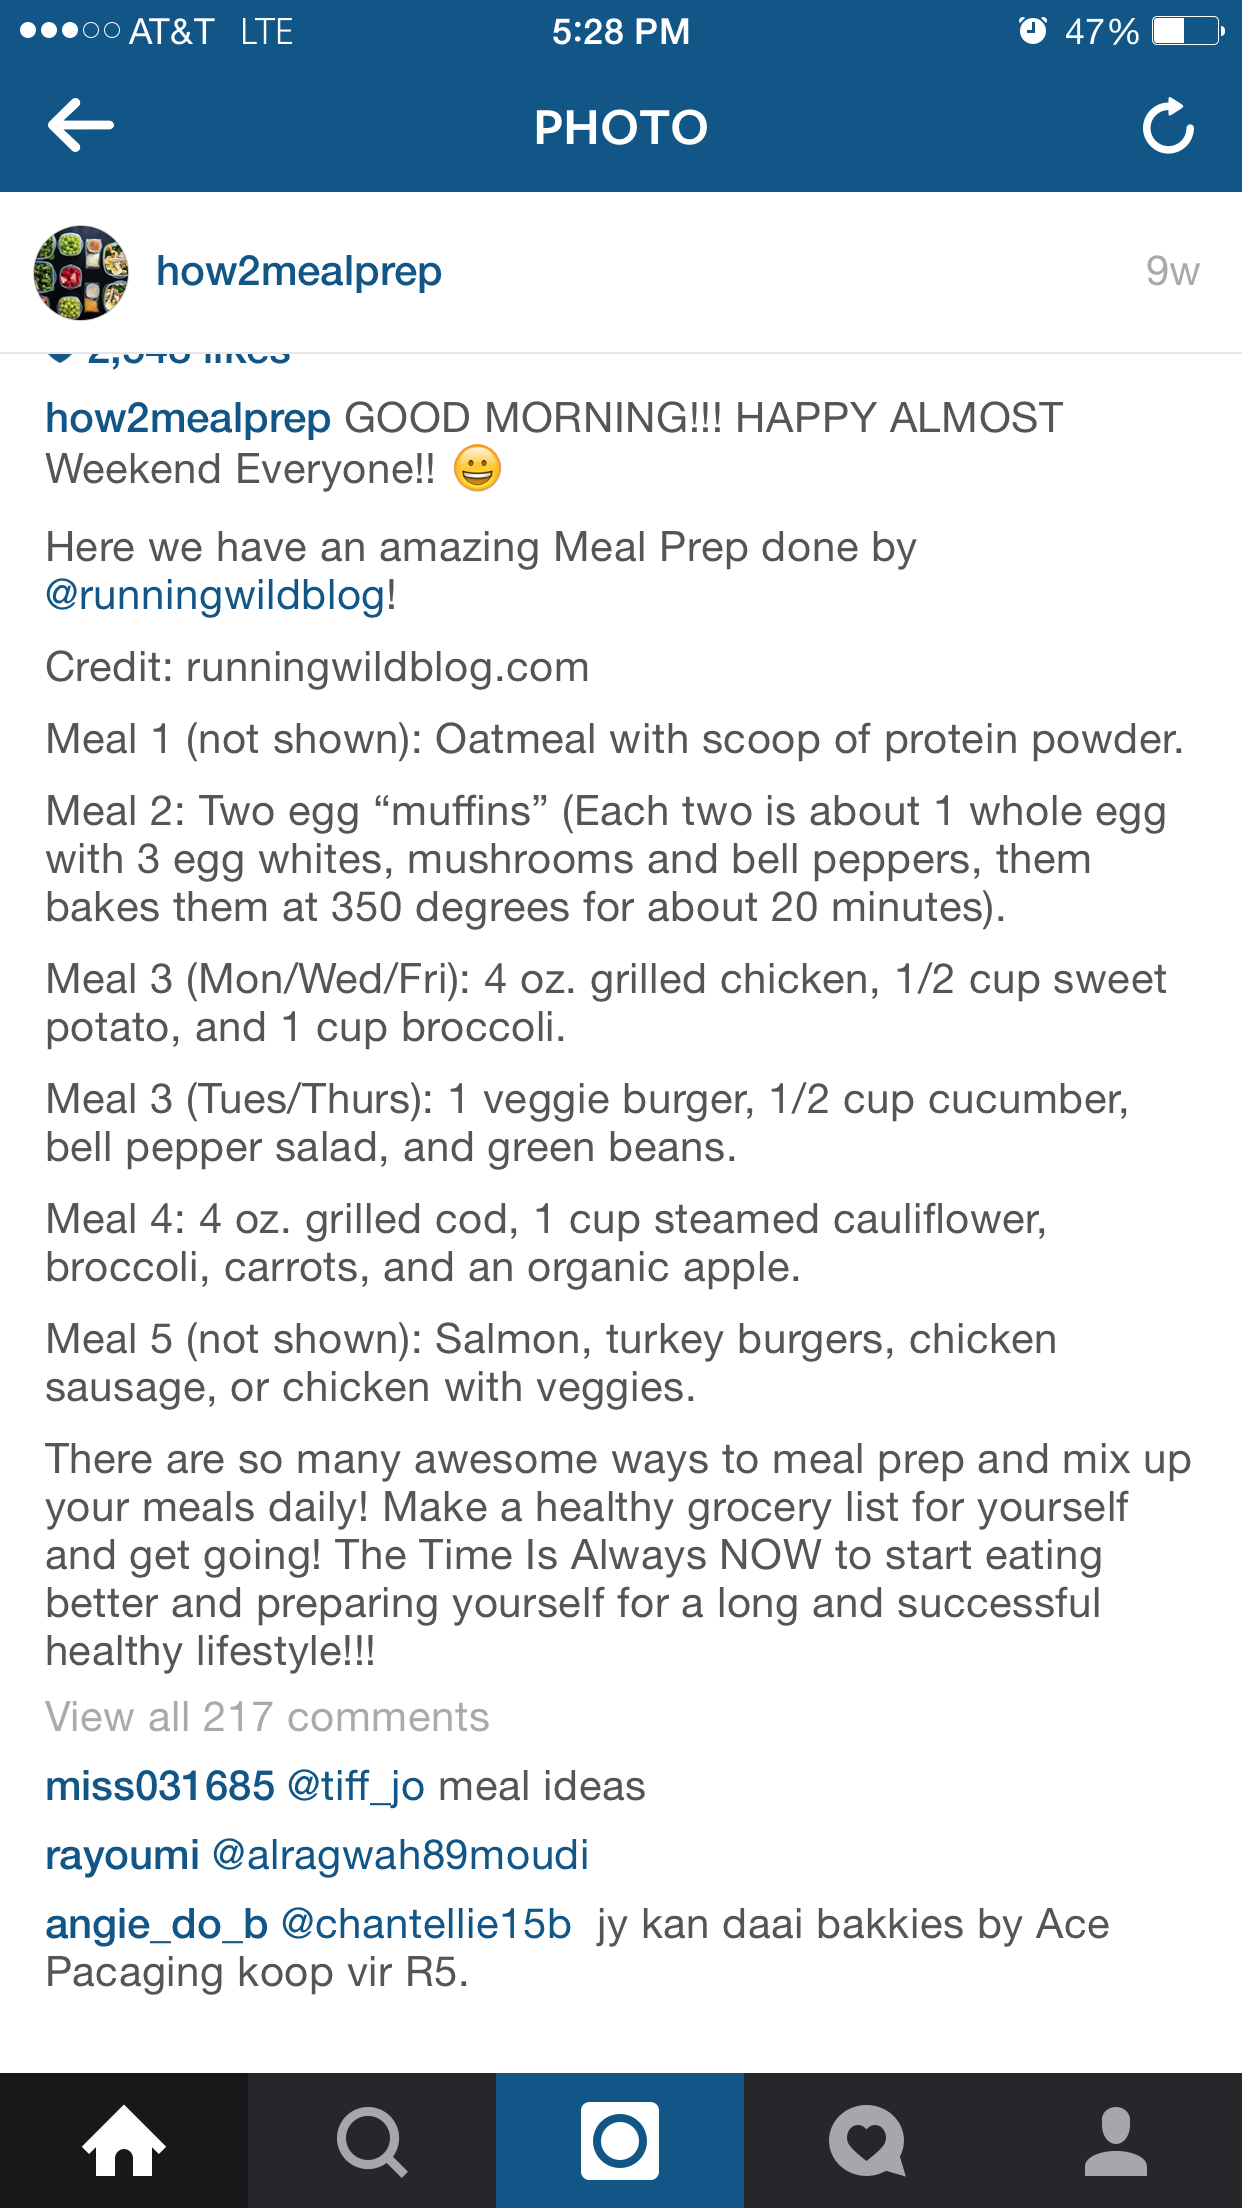 AT&T LTE 5:28 PM 47%
PHOTO
how2mealprep 9w
how2mealprep GOOD MORNING!!! HAPPY ALMOST
Weekend Everyone!! 😀
Here we have an amazing Meal Prep done by
@runningwildblog!
Credit: runningwildblog.com
Meal 1 (not shown): Oatmeal with scoop of protein powder.
Meal 2: Two egg “muffins” (Each two is about 1 whole egg
with 3 egg whites, mushrooms and bell peppers, them
bakes them at 350 degrees for about 20 minutes).
Meal 3 (Mon/Wed/Fri): 4 oz. grilled chicken, 1/2 cup sweet
potato, and 1 cup broccoli.
Meal 3 (Tues/Thurs): 1 veggie burger, 1/2 cup cucumber,
bell pepper salad, and green beans.
Meal 4: 4 oz. grilled cod, 1 cup steamed cauliflower,
broccoli, carrots, and an organic apple.
Meal 5 (not shown): Salmon, turkey burgers, chicken
sausage, or chicken with veggies.
There are so many awesome ways to meal prep and mix up
your meals daily! Make a healthy grocery list for yourself
and get going! The Time Is Always NOW to start eating
better and preparing yourself for a long and successful
healthy lifestyle!!!
View all 217 comments
miss031685 @tiff_jo meal ideas
rayoumi @alragwah89moudi
angie_do_b @chantellie15b jy kan daai bakkies by Ace
Pacaging koop vir R5.